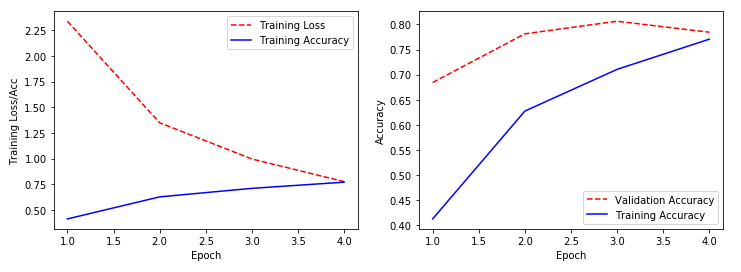 Training Loss
Training Accuracy
Training Loss/Acc
2.25
2.00
1.75
1.50
1.25
1.00
0.75
0.50
1.0 1.5 2.0 2.5 3.0 3.5 4.0
Epoch
Accuracy
0.80
0.75
0.70
0.65
0.60
0.55
0.50
0.45
0.40
Validation Accuracy
Training Accuracy
1.0 1.5 2.0 2.5 3.0 3.5 4.0
Epoch